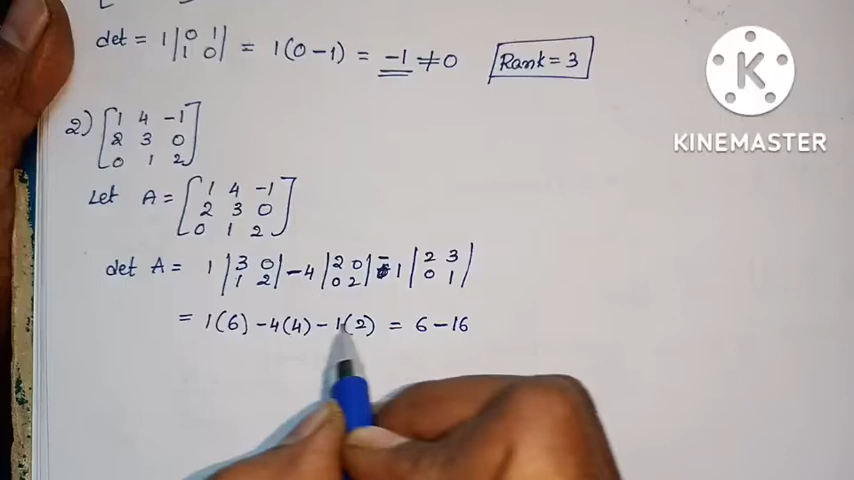 det = 1 |0 1| = 1(0 - 1) = -1 ≠ 0 Rank = 3
|1 0|
2) [1 4 -1]
[2 3 0]
[0 1 2]
Let A = [1 4 -1]
[2 3 0]
[0 1 2]
det A = 1 |3 0| - 4 |2 0| - 1 |2 3|
|1 2| |0 2| |0 1|
= 1(6) - 4(4) - 1(2) = 6 - 16
K
KINEMASTER